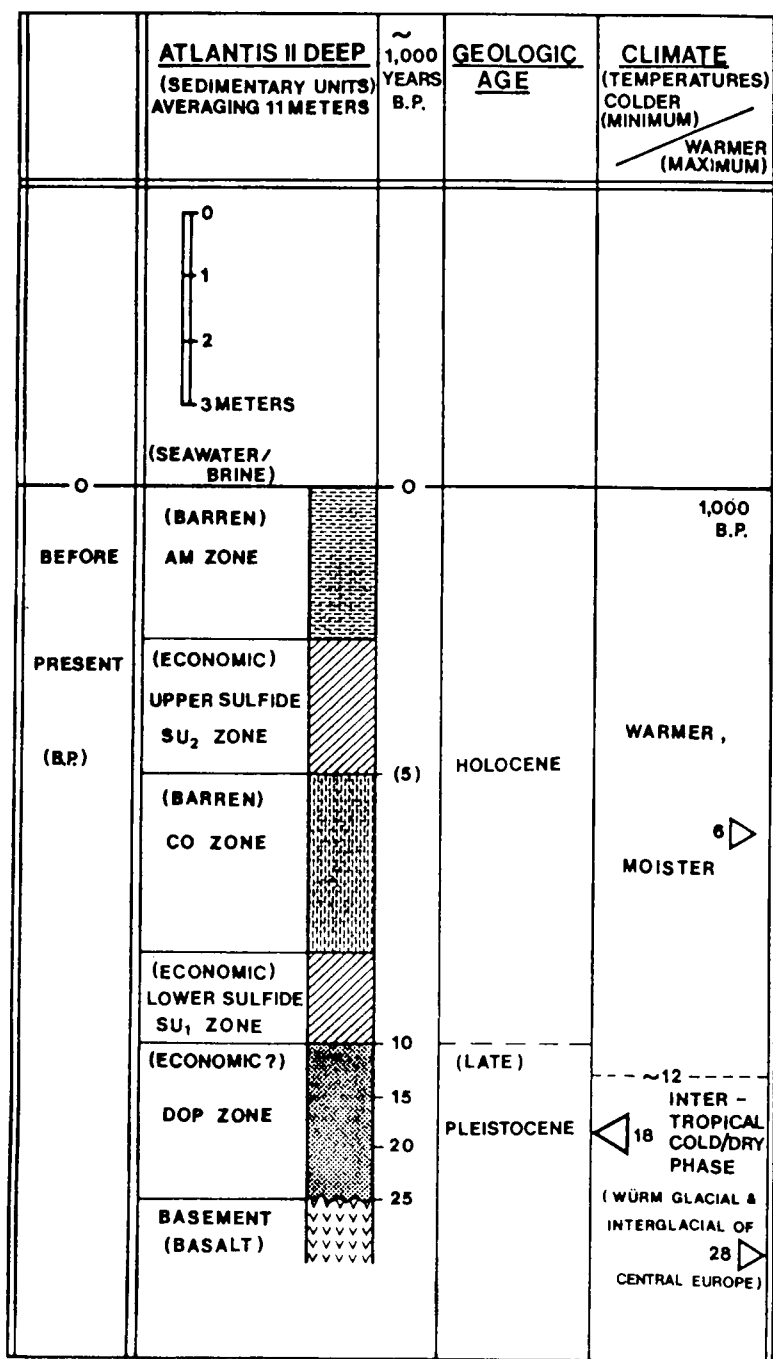 ATLANTIS II DEEP
(SEDIMENTARY UNITS)
AVERAGING 11 METERS
~
1,000
YEARS
B.P.
GEOLOGIC
AGE
CLIMATE
(TEMPERATURES)
COLDER
(MINIMUM)
WARMER
(MAXIMUM)
0
1
2
3 METERS
(SEAWATER/
BRINE)
0
0
1,000
B.P.
BEFORE
PRESENT
(B.P.)
(BARREN)
AM ZONE
(ECONOMIC)
UPPER SULFIDE
SU₂ ZONE
(5)
(BARREN)
CO ZONE
(ECONOMIC)
LOWER SULFIDE
SU₁ ZONE
10
(ECONOMIC?)
DOP ZONE
15
20
25
BASEMENT
(BASALT)
HOLOCENE
(LATE)
PLEISTOCENE
WARMER,
6
MOISTER
~12
INTER-
TROPICAL
COLD/DRY
PHASE
18
(WÜRM GLACIAL &
INTERGLACIAL OF
28
CENTRAL EUROPE)